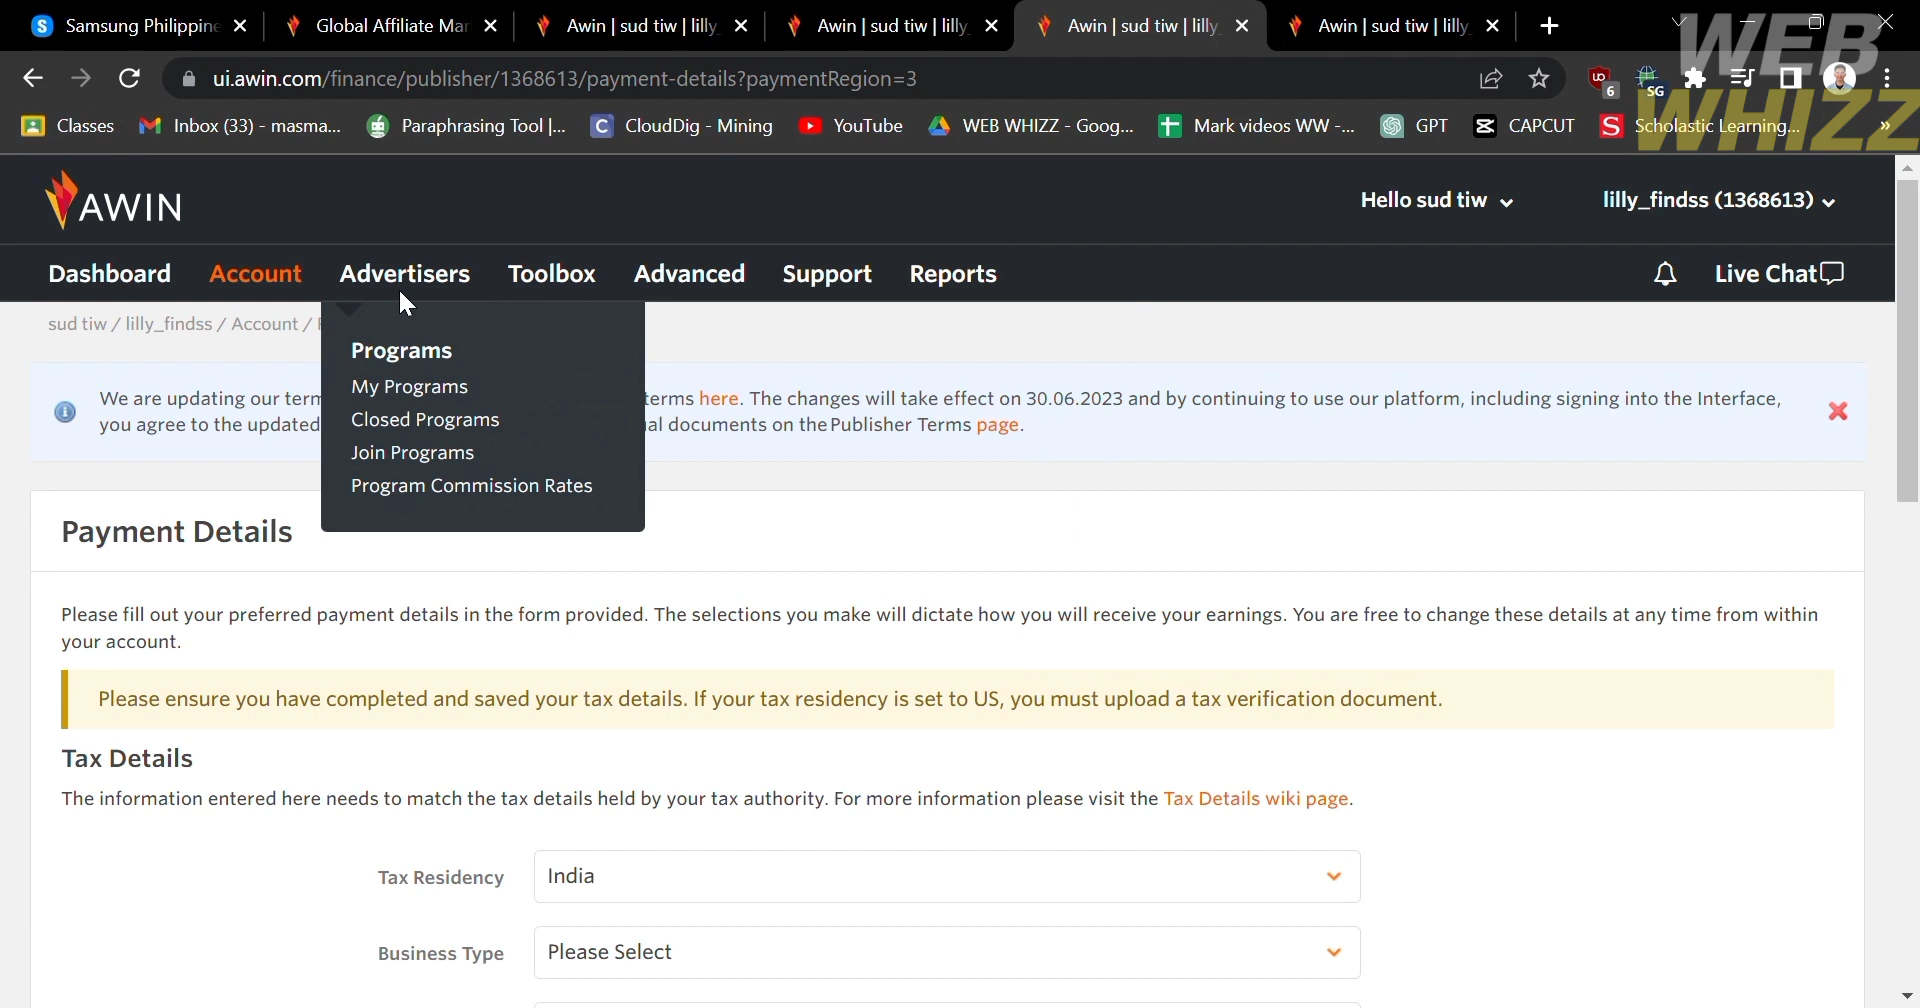 Samsung Philippine
Global Affiliate Mar
Awin | sud tiw | lilly_
Awin | sud tiw | lilly_
Awin | sud tiw | lilly_
Awin | sud tiw | lilly_
WEB
WHIZZ
ui.awin.com/finance/publisher/1368613/payment-details?paymentRegion=3
6
SG
Classes
Inbox (33) - masma...
Paraphrasing Tool |...
CloudDig - Mining
YouTube
WEB WHIZZ - Goog...
Mark videos WW -...
GPT
CAPCUT
Scholastic Learning...
»
AWIN
Hello sud tiw
lilly_findss (1368613)
Dashboard Account Advertisers Toolbox Advanced Support Reports
Live Chat
sud tiw / lilly_findss / Account /
Programs
My Programs
Closed Programs
Join Programs
Program Commission Rates
We are updating our term
terms here. The changes will take effect on 30.06.2023 and by continuing to use our platform, including signing into the Interface,
you agree to the updated
al documents on the Publisher Terms page.
Payment Details
Please fill out your preferred payment details in the form provided. The selections you make will dictate how you will receive your earnings. You are free to change these details at any time from within
your account.
Please ensure you have completed and saved your tax details. If your tax residency is set to US, you must upload a tax verification document.
Tax Details
The information entered here needs to match the tax details held by your tax authority. For more information please visit the Tax Details wiki page.
Tax Residency
India
Business Type
Please Select